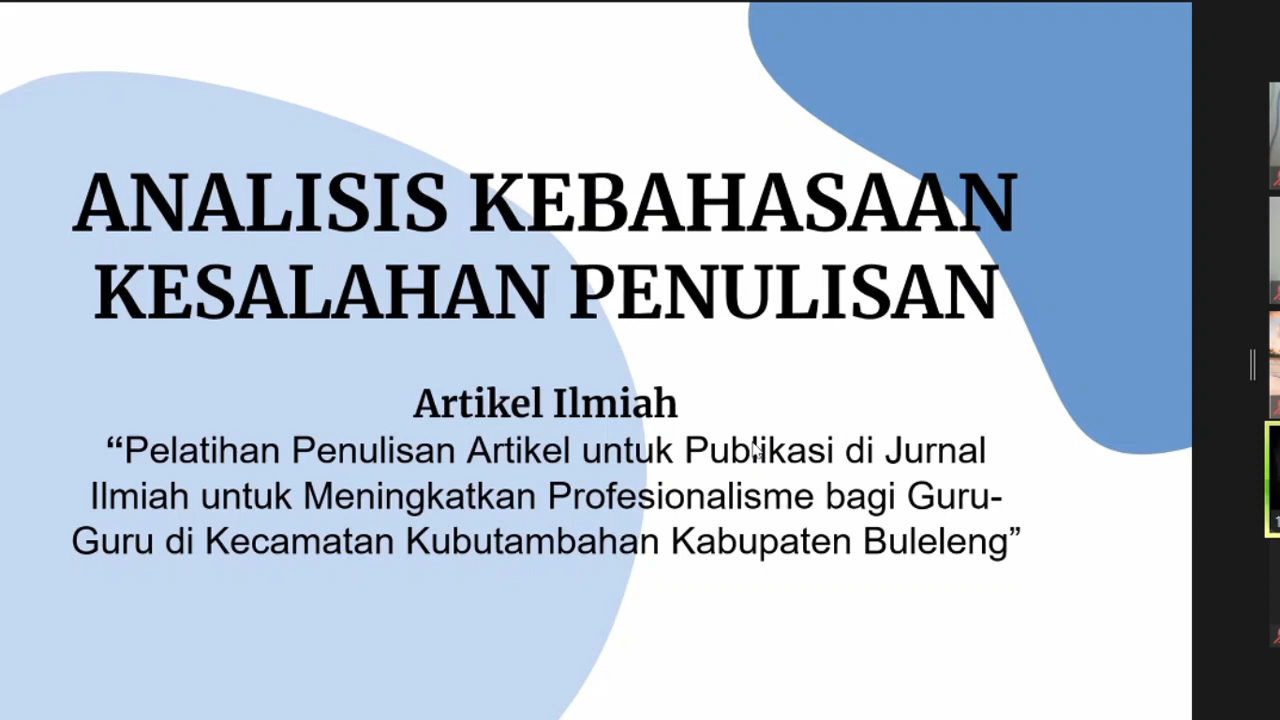 ANALISIS KEBAHASAAN
KESALAHAN PENULISAN
Artikel Ilmiah
“Pelatihan Penulisan Artikel untuk Publikasi di Jurnal
Ilmiah untuk Meningkatkan Profesionalisme bagi Guru-
Guru di Kecamatan Kubutambahan Kabupaten Buleleng”